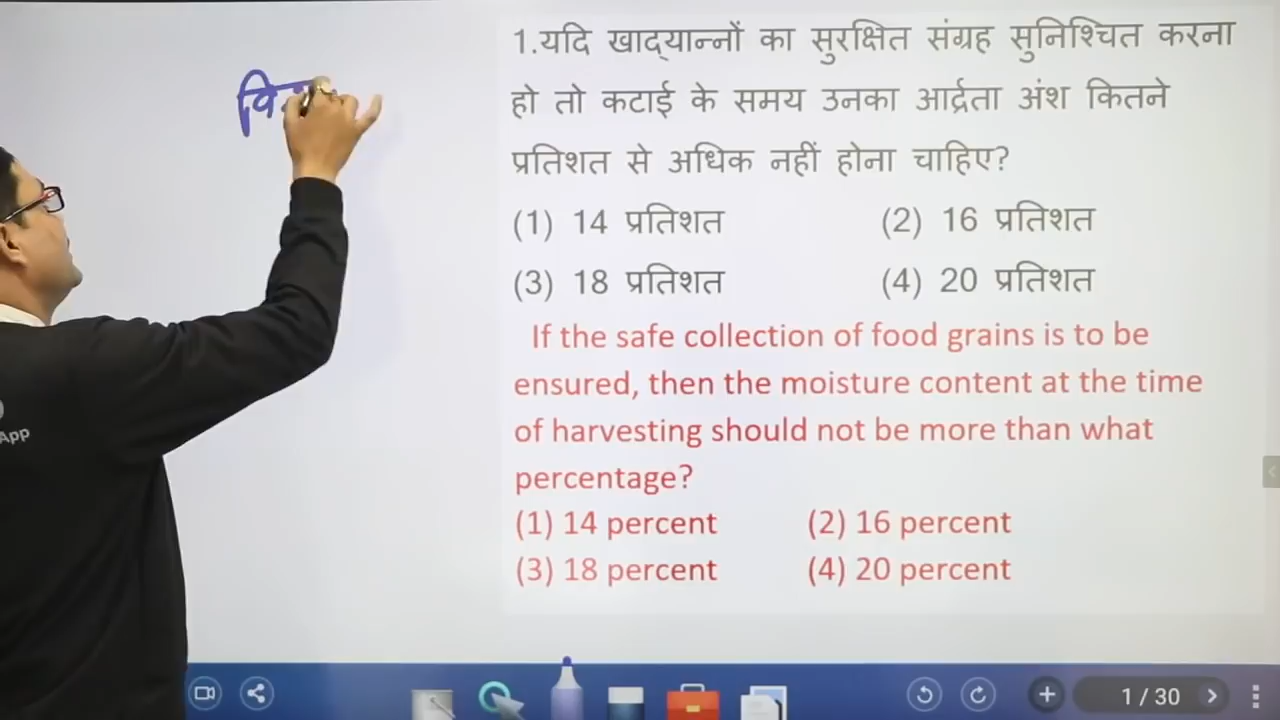 1.यदि खाद्यान्नों का सुरक्षित संग्रह सुनिश्चित करना
हो तो कटाई के समय उनका आर्द्रता अंश कितने
प्रतिशत से अधिक नहीं होना चाहिए?
(1) 14 प्रतिशत (2) 16 प्रतिशत
(3) 18 प्रतिशत (4) 20 प्रतिशत
If the safe collection of food grains is to be
ensured, then the moisture content at the time
of harvesting should not be more than what
percentage?
(1) 14 percent (2) 16 percent
(3) 18 percent (4) 20 percent
App
1 / 30